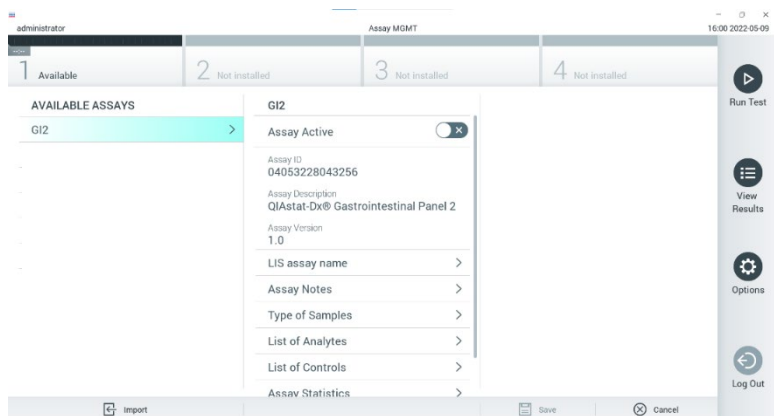 administrator
Assay MGMT
16:00 2022-05-09
1 Available
2 Not installed
3 Not installed
4 Not installed
Run Test
View
Results
Options
Log Out
AVAILABLE ASSAYS
GI2
GI2
Assay Active
Assay ID
04053228043256
Assay Description
QIAstat-Dx® Gastrointestinal Panel 2
Assay Version
1.0
LIS assay name
Assay Notes
Type of Samples
List of Analytes
List of Controls
Assay Statistics
Import
Save
Cancel